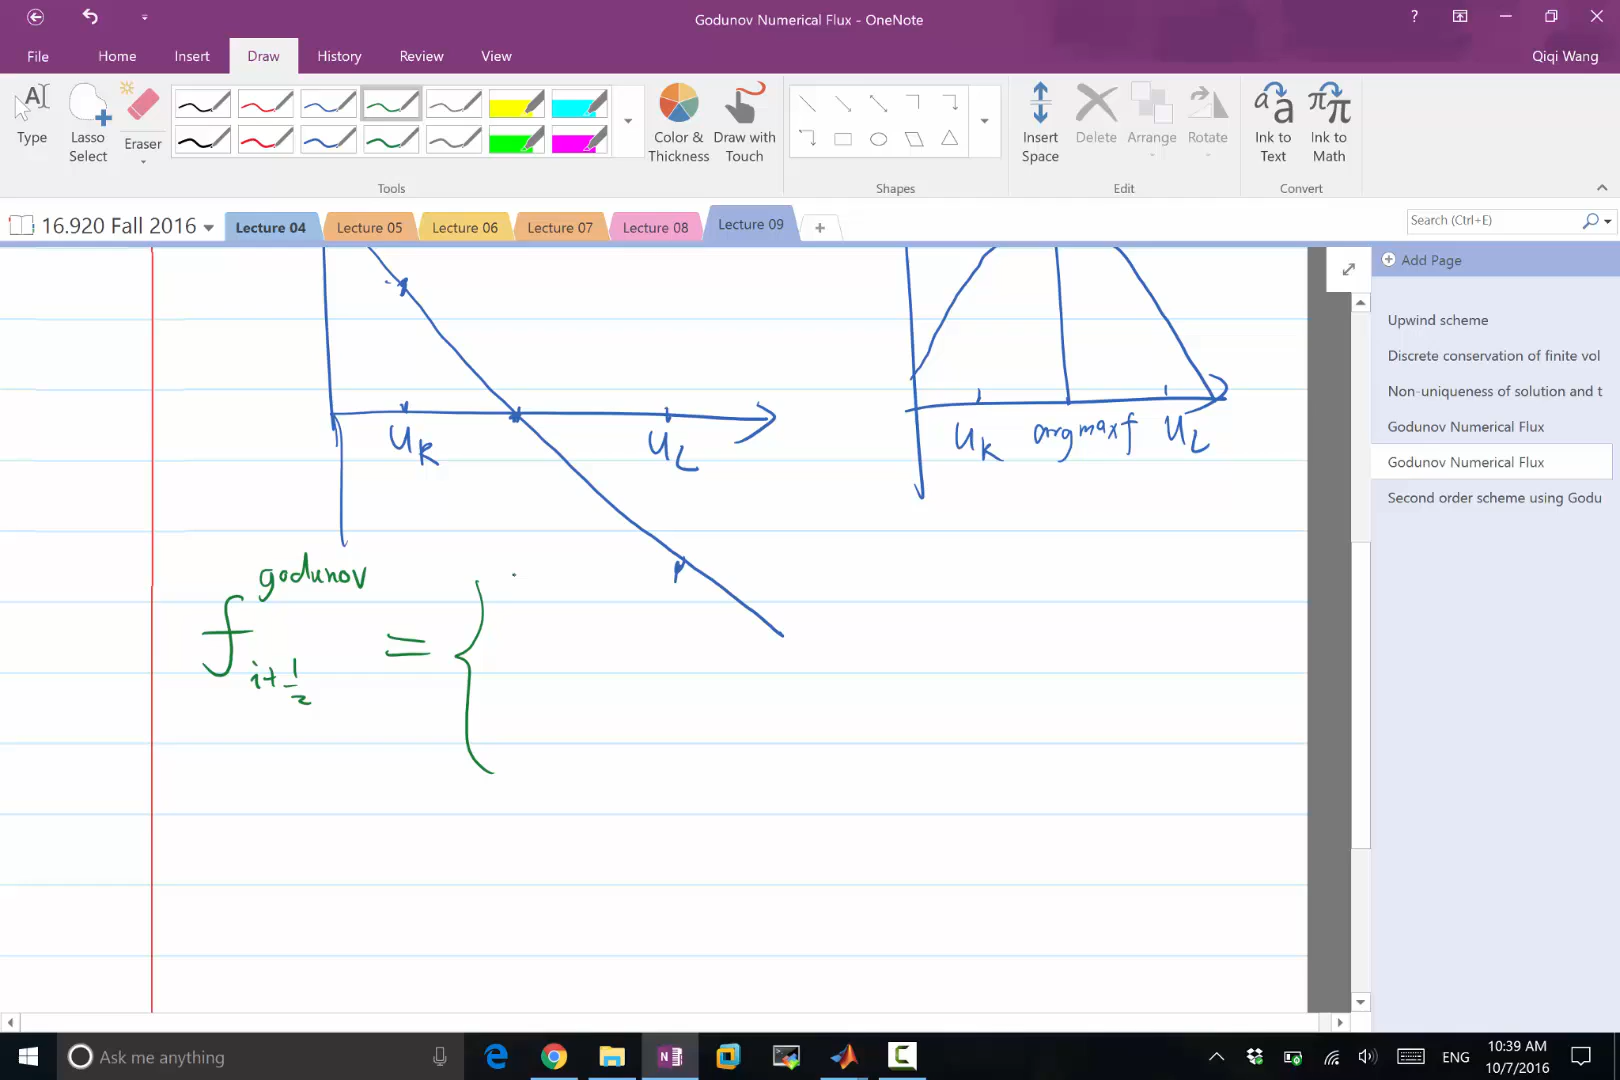 Godunov Numerical Flux - OneNote
?
File Home Insert Draw History Review View
Qiqi Wang
Type
Lasso Select
Eraser
Color & Thickness
Draw with Touch
Insert Space
Delete
Arrange
Rotate
Ink to Text
Ink to Math
Tools
Shapes
Edit
Convert
16.920 Fall 2016
Lecture 04
Lecture 05
Lecture 06
Lecture 07
Lecture 08
Lecture 09
+
Search (Ctrl+E)
Add Page
Upwind scheme
Discrete conservation of finite vol
Non-uniqueness of solution and t
Godunov Numerical Flux
Godunov Numerical Flux
Second order scheme using Godu
u_R
u_L
u_R
argmax f
u_L
f^{godunov}_{i+1/2} = {
Ask me anything
ENG
10:39 AM
10/7/2016